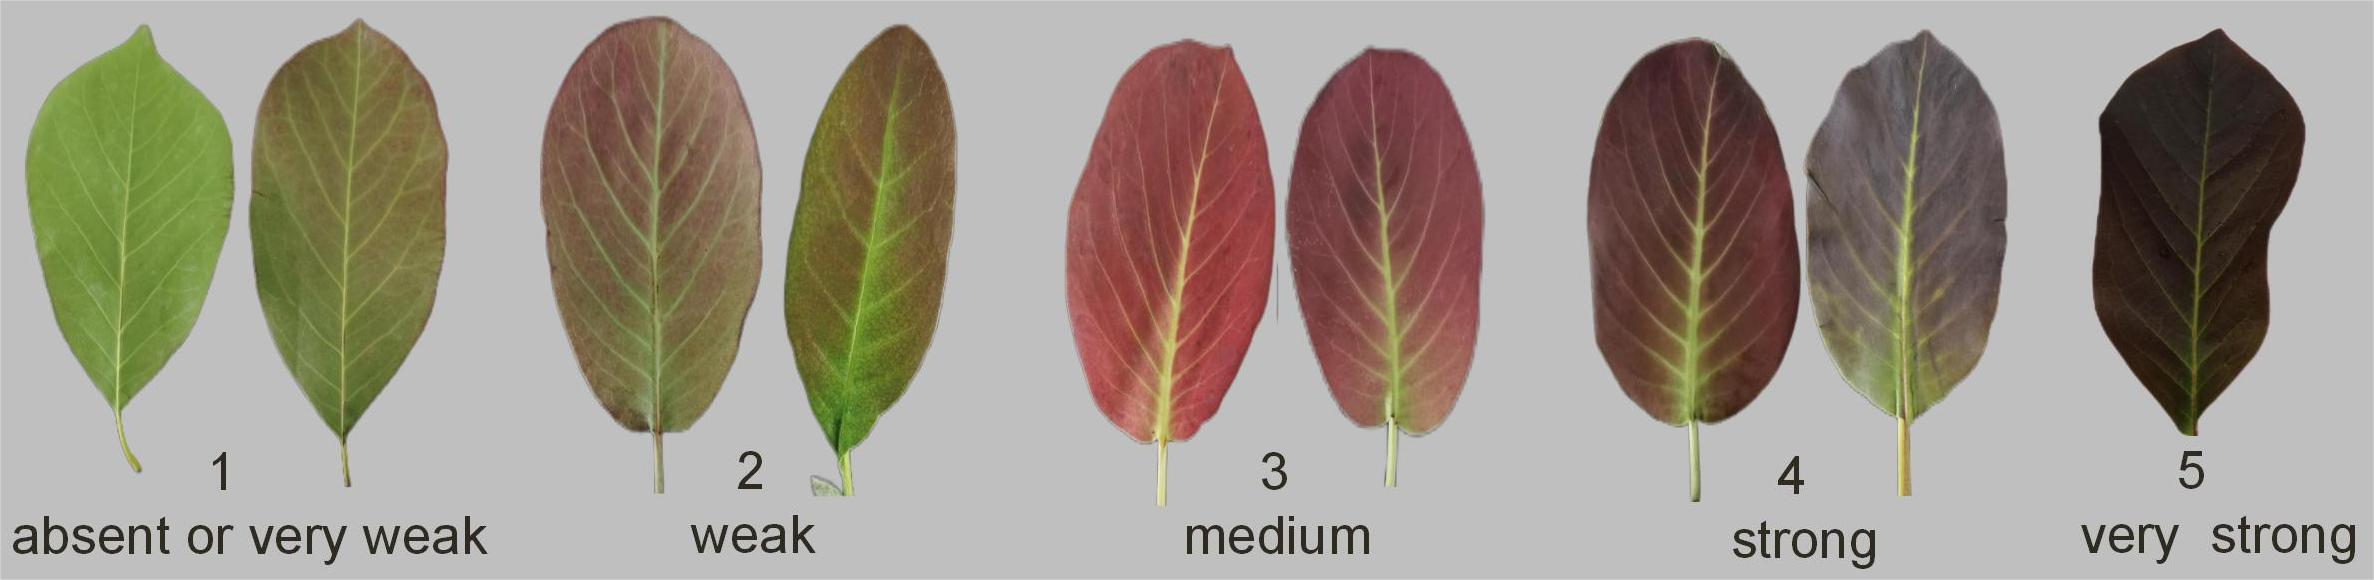 1 2 3 4 5
absent or very weak weak medium strong very strong